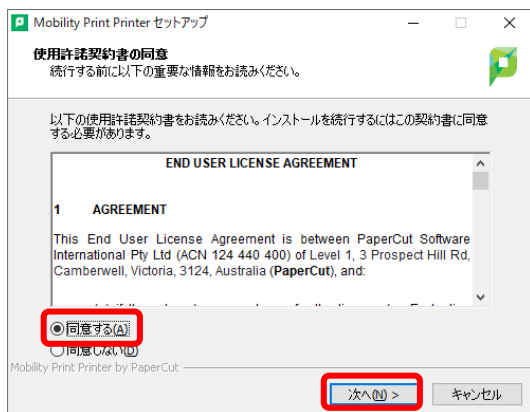 Mobility Print Printer セットアップ
使用許諾契約書の同意
続行する前に以下の重要な情報をお読みください。
以下の使用許諾契約書をお読みください。インストールを続行するにはこの契約書に同意
する必要があります。
END USER LICENSE AGREEMENT
1 AGREEMENT
This End User License Agreement is between PaperCut Software
International Pty Ltd (ACN 124 440 400) of Level 1, 3 Prospect Hill Rd,
Camberwell, Victoria, 3124, Australia (PaperCut), and:
同意する(A)
同意しない(D)
Mobility Print Printer by PaperCut
次へ(N) >
キャンセル